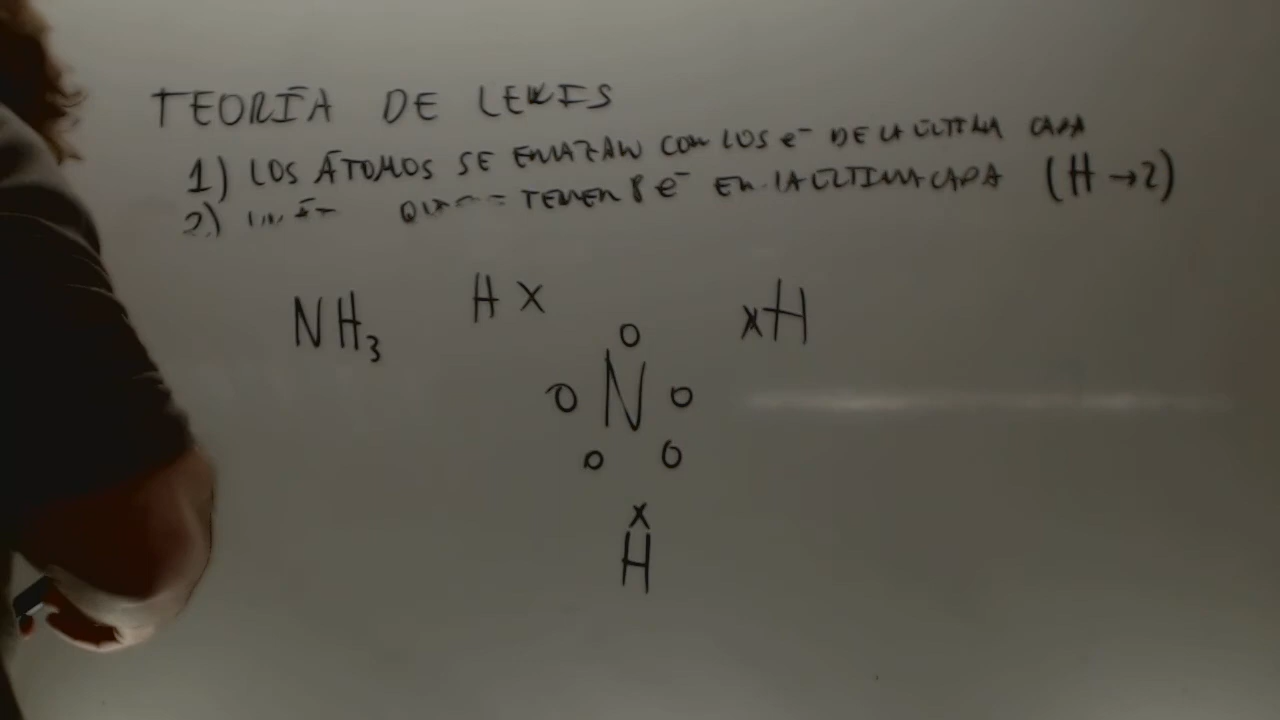 TEORÍA DE LEWIS
1) LOS ÁTOMOS SE ENLAZAN CON LOS e⁻ DE LA ÚLTIMA CAPA
2) TIENEN 8 e⁻ EN LA ÚLTIMA CAPA (H → 2)
NH₃ H X XH
O
O N O
O O
X
H